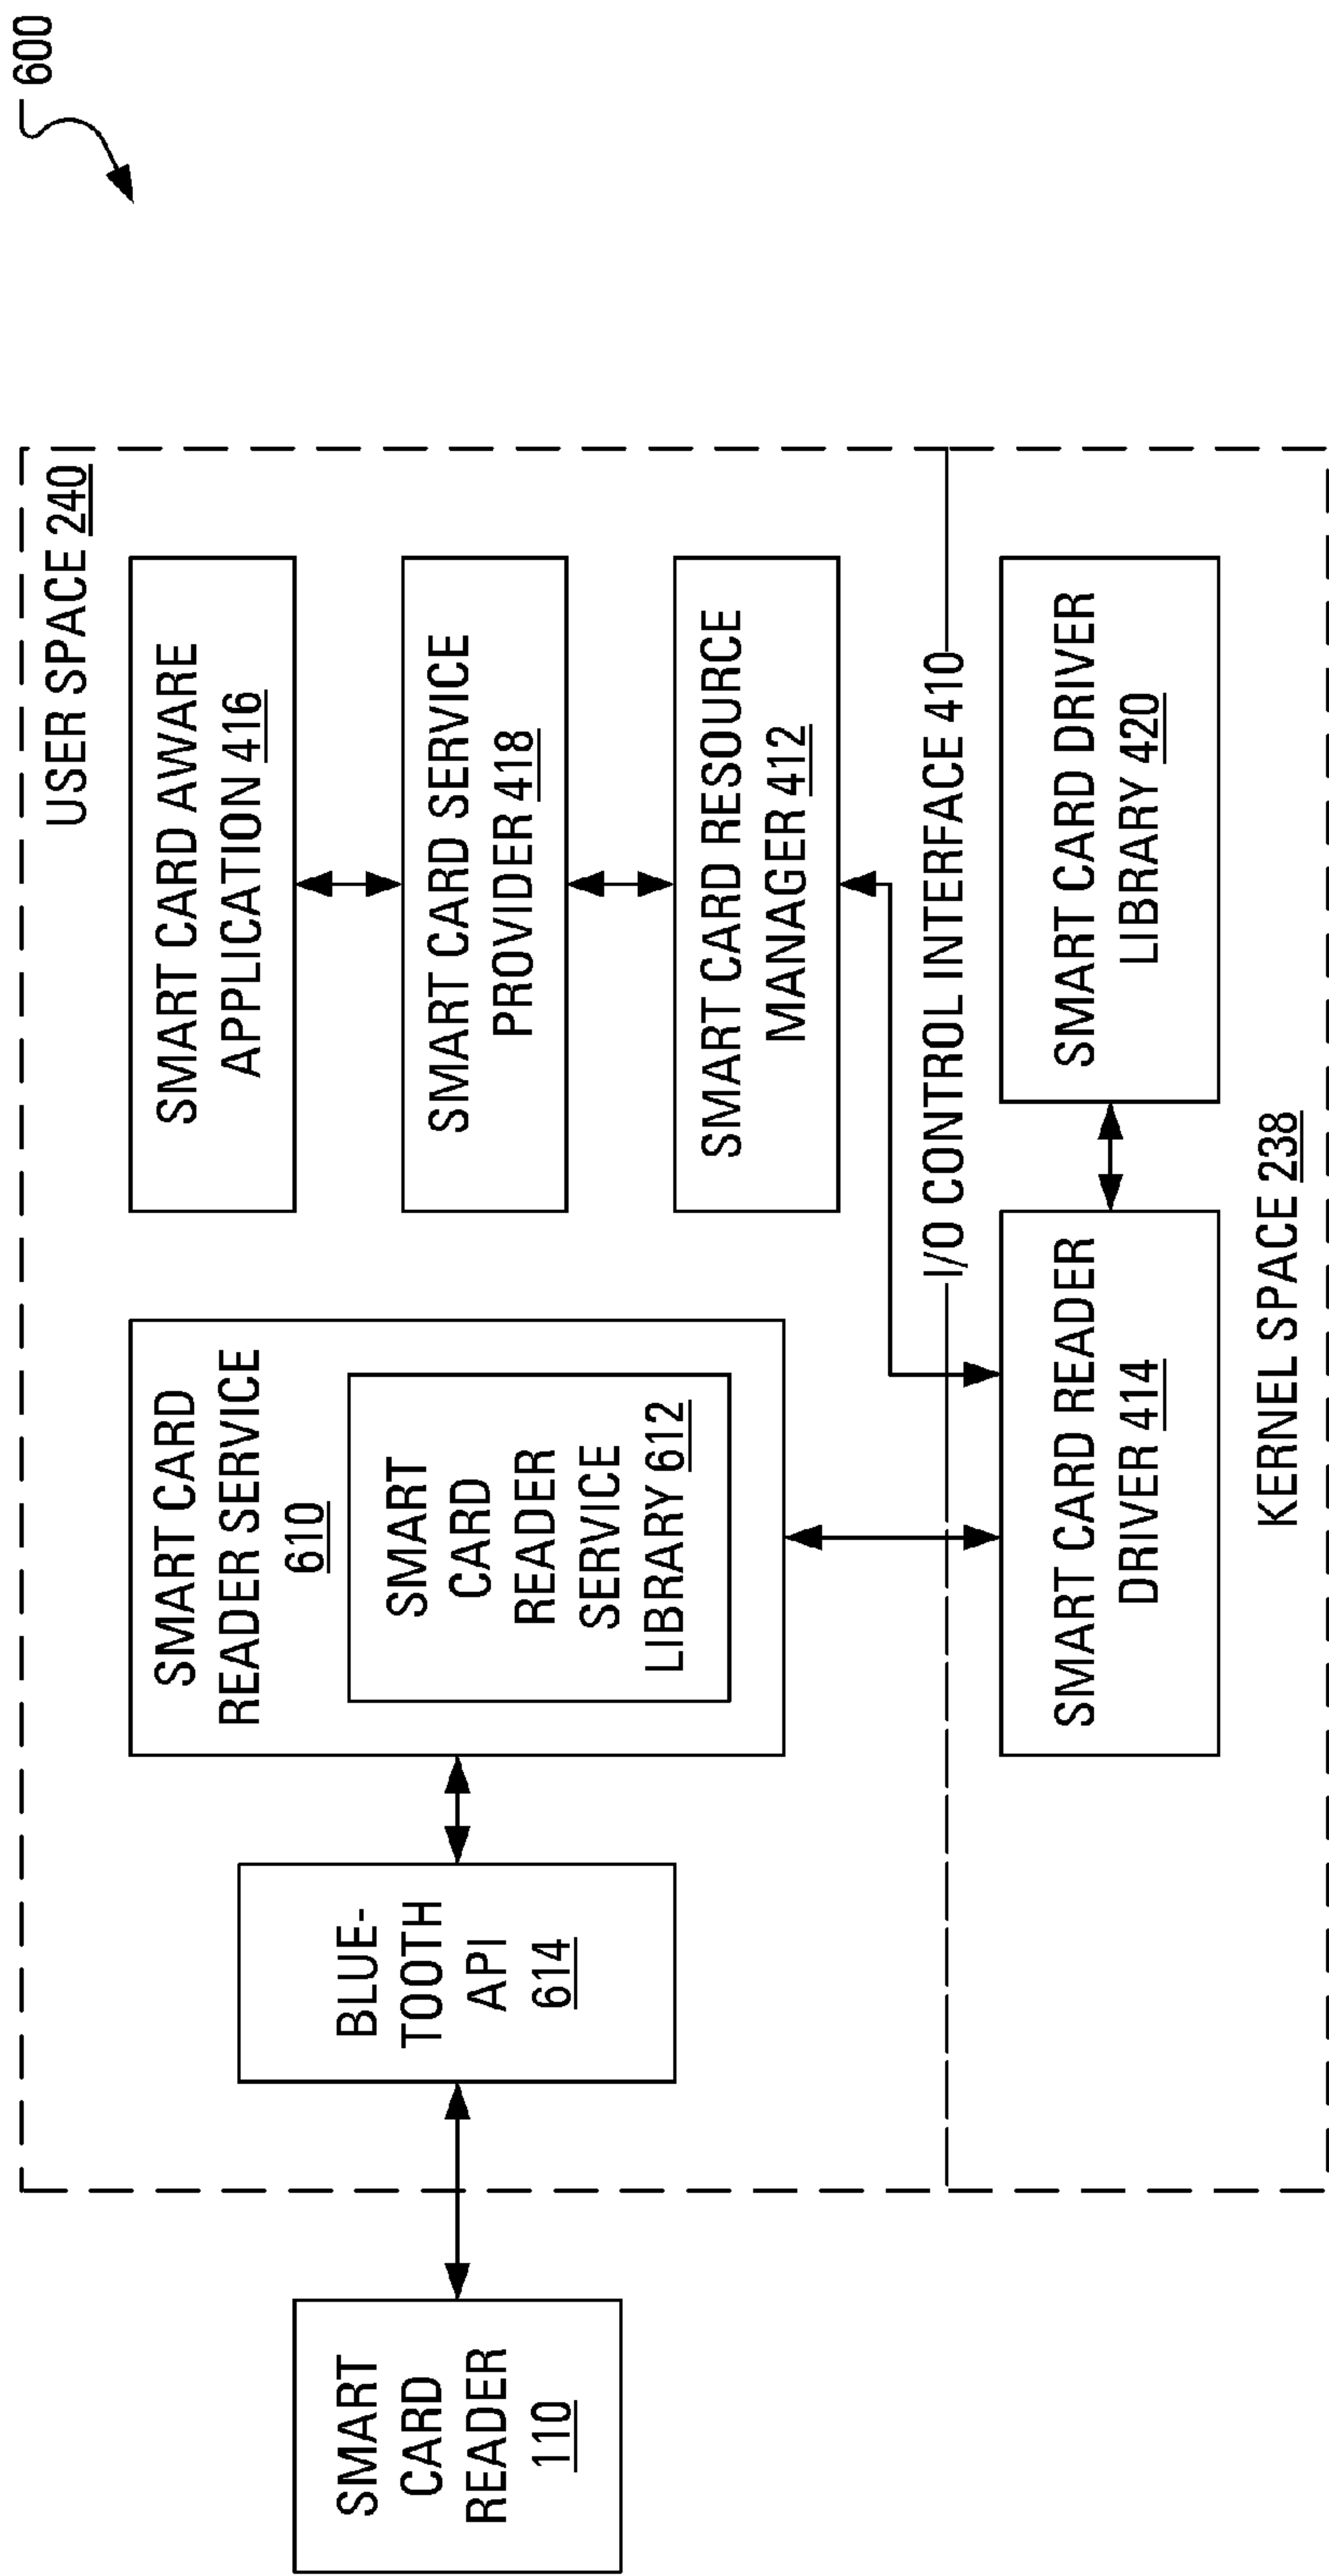 600
USER SPACE 240
SMART CARD
READER
110
BLUE-
TOOTH
API
614
SMART CARD
READER SERVICE
610
SMART
CARD
READER
SERVICE
LIBRARY 612
SMART CARD AWARE
APPLICATION 416
SMART CARD SERVICE
PROVIDER 418
SMART CARD RESOURCE
MANAGER 412
I/O CONTROL INTERFACE 410
SMART CARD READER
DRIVER 414
SMART CARD DRIVER
LIBRARY 420
KERNEL SPACE 238